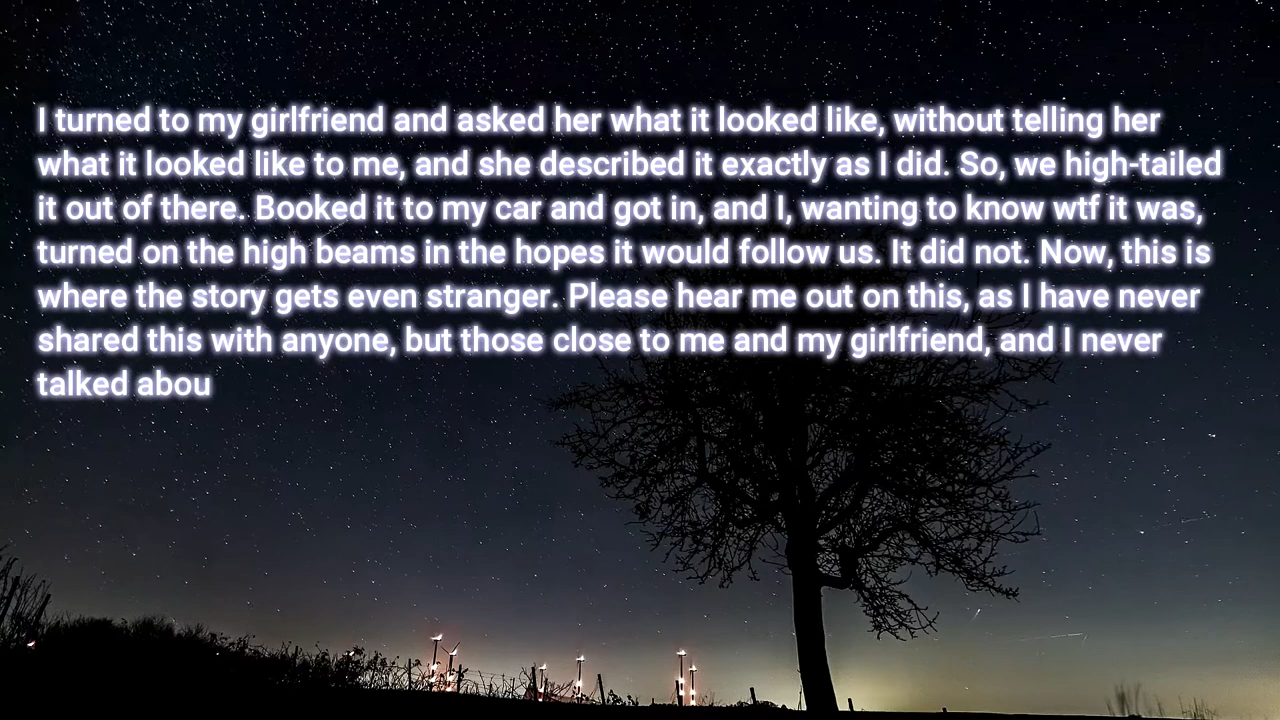 I turned to my girlfriend and asked her what it looked like, without telling her
what it looked like to me, and she described it exactly as I did. So, we high-tailed
it out of there. Booked it to my car and got in, and I, wanting to know wtf it was,
turned on the high beams in the hopes it would follow us. It did not. Now, this is
where the story gets even stranger. Please hear me out on this, as I have never
shared this with anyone, but those close to me and my girlfriend, and I never
talked abou